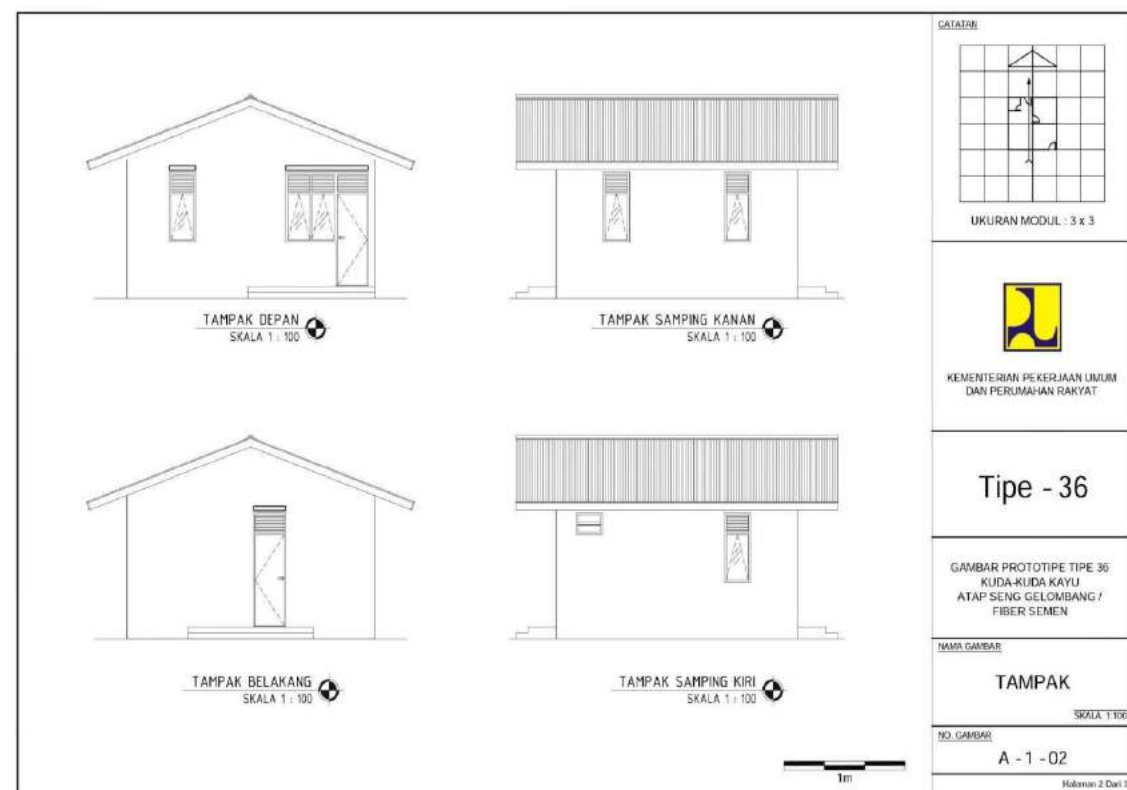 TAMPAK DEPAN
SKALA 1 : 100
TAMPAK SAMPING KANAN
SKALA 1 : 100
TAMPAK BELAKANG
SKALA 1 : 100
TAMPAK SAMPING KIRI
SKALA 1 : 100
1m
CATATAN
UKURAN MODUL : 3 x 3
KEMENTERIAN PEKERJAAN UMUM
DAN PERUMAHAN RAKYAT
Tipe - 36
GAMBAR PROTOTIPE TIPE 36
KUDA-KUDA KAYU
ATAP SENG GELOMBANG /
FIBER SEMEN
NAMA GAMBAR
TAMPAK
SKALA 1:100
NO. GAMBAR
A - 1 - 02
Halaman 2 Dari